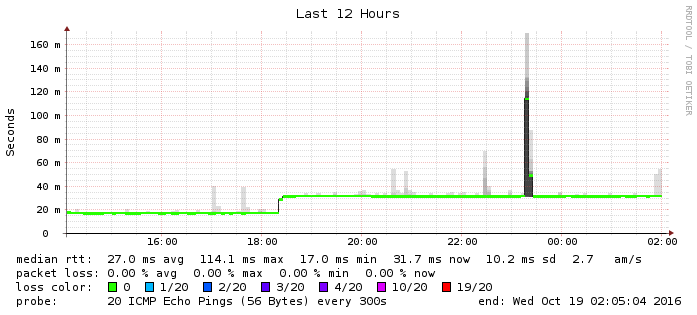 Last 12 Hours
RRDTOOL / TOBI OETIKER
Seconds
160 m
140 m
120 m
100 m
80 m
60 m
40 m
20 m
0
16:00 18:00 20:00 22:00 00:00 02:00
median rtt: 27.0 ms avg 114.1 ms max 17.0 ms min 31.7 ms now 10.2 ms sd 2.7 am/s
packet loss: 0.00 % avg 0.00 % max 0.00 % min 0.00 % now
loss color: 0 1/20 2/20 3/20 4/20 10/20 19/20
probe: 20 ICMP Echo Pings (56 Bytes) every 300s end: Wed Oct 19 02:05:04 2016